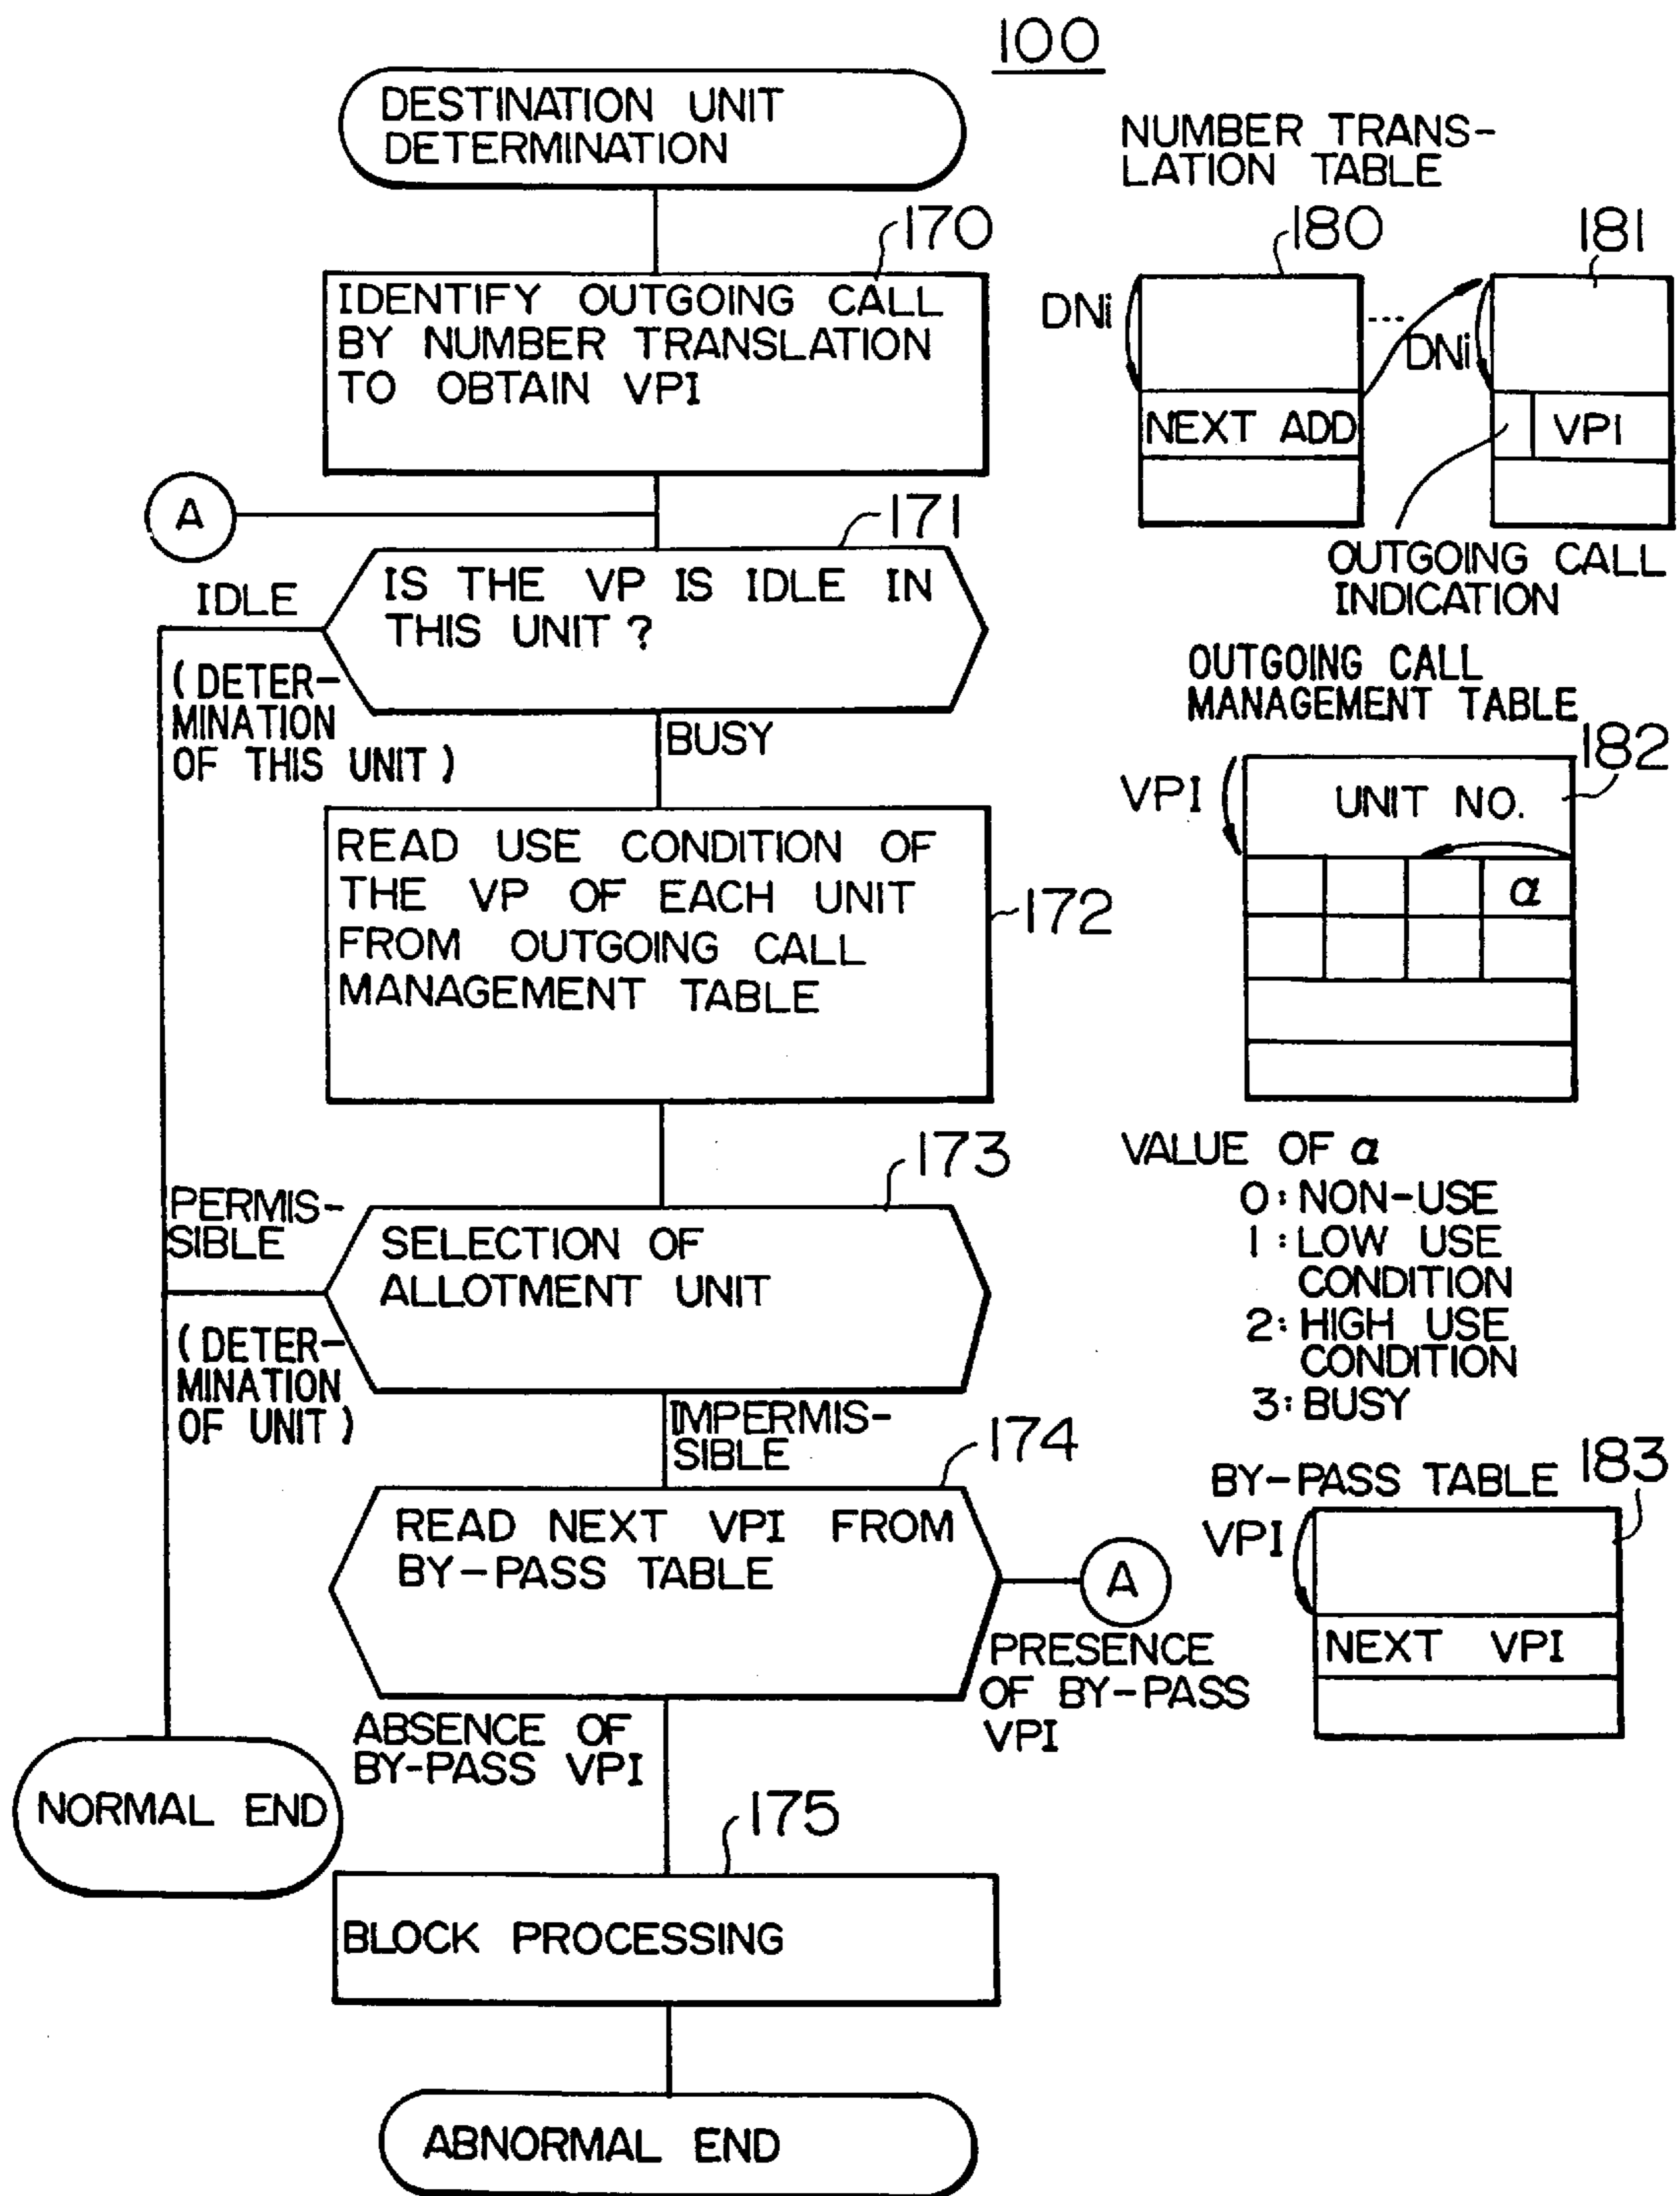 100
DESTINATION UNIT
DETERMINATION
170
IDENTIFY OUTGOING CALL
BY NUMBER TRANSLATION
TO OBTAIN VPI
A
171
IS THE VP IS IDLE IN
THIS UNIT?
IDLE
(DETER-
MINATION
OF THIS UNIT)
BUSY
READ USE CONDITION OF
THE VP OF EACH UNIT
FROM OUTGOING CALL
MANAGEMENT TABLE
172
173
SELECTION OF
ALLOTMENT UNIT
PERMIS-
SIBLE
(DETER-
MINATION
OF UNIT)
IMPERMIS-
SIBLE
174
READ NEXT VPI FROM
BY-PASS TABLE
A
PRESENCE
OF BY-PASS
VPI
ABSENCE OF
BY-PASS VPI
NORMAL END
175
BLOCK PROCESSING
ABNORMAL END
NUMBER TRANS-
LATION TABLE
180
181
DNi
...
DNi
NEXT ADD
VPI
OUTGOING CALL
INDICATION
OUTGOING CALL
MANAGEMENT TABLE
182
VPI
UNIT NO.
α
VALUE OF α
0: NON-USE
1: LOW USE
CONDITION
2: HIGH USE
CONDITION
3: BUSY
BY-PASS TABLE
183
VPI
NEXT VPI